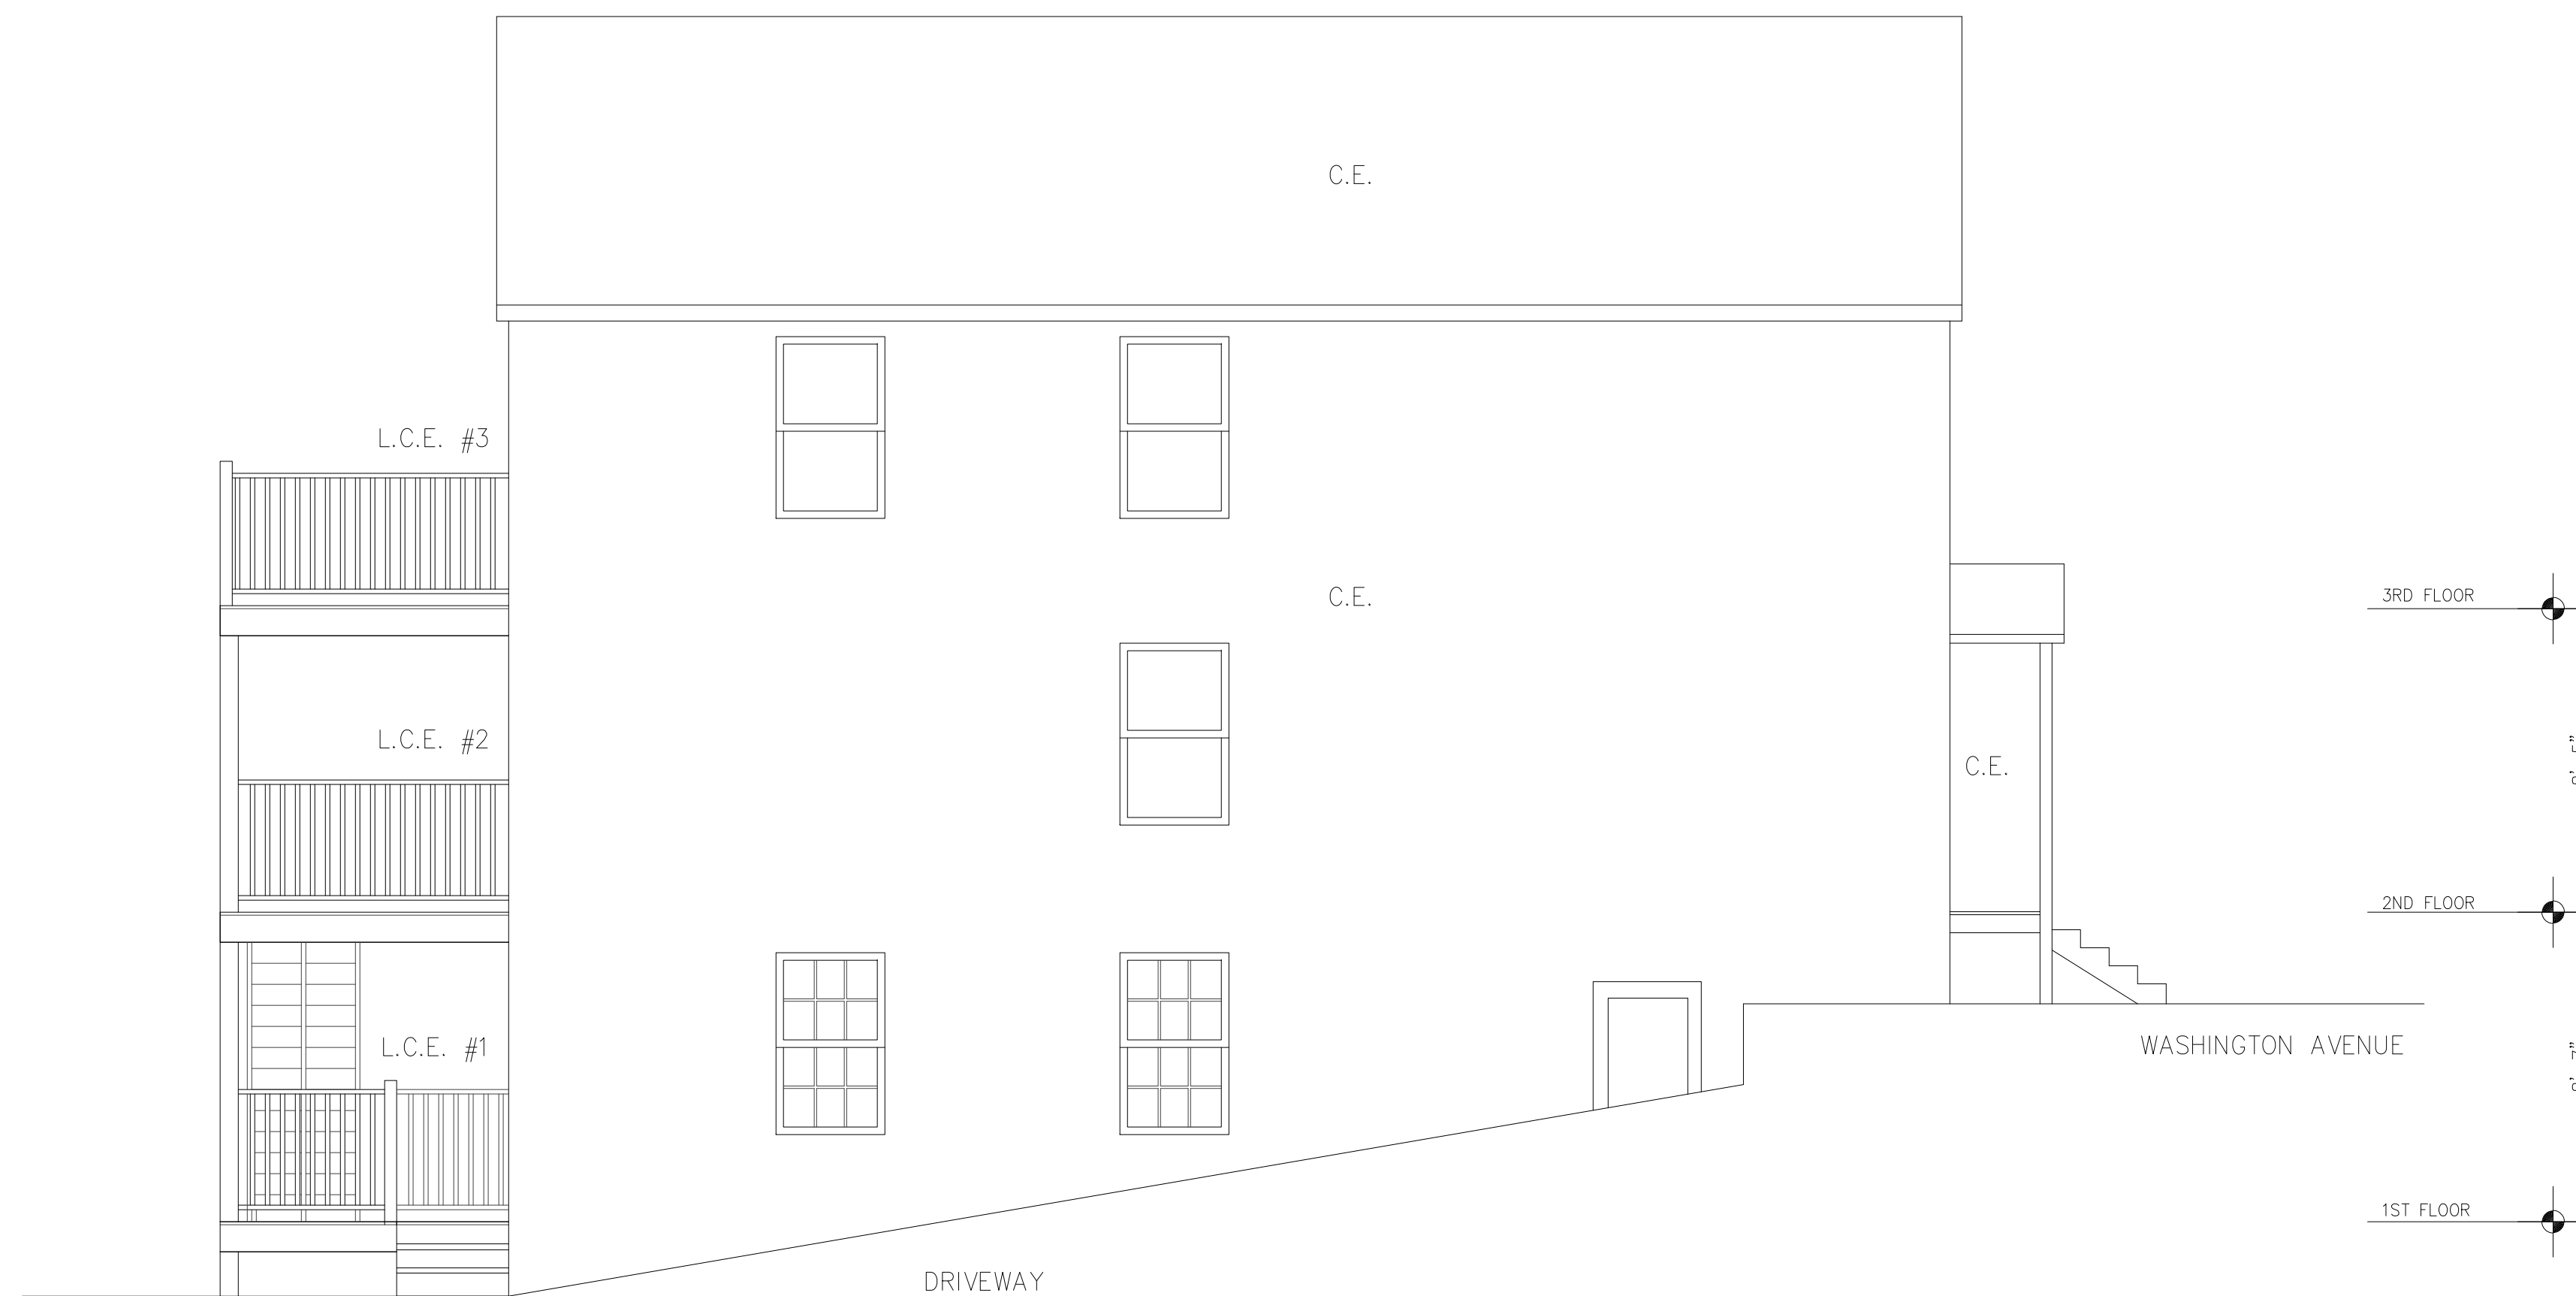 C.E.
L.C.E. #3
C.E.
3RD FLOOR
L.C.E. #2
C.E.
2ND FLOOR
L.C.E. #1
WASHINGTON AVENUE
1ST FLOOR
DRIVEWAY